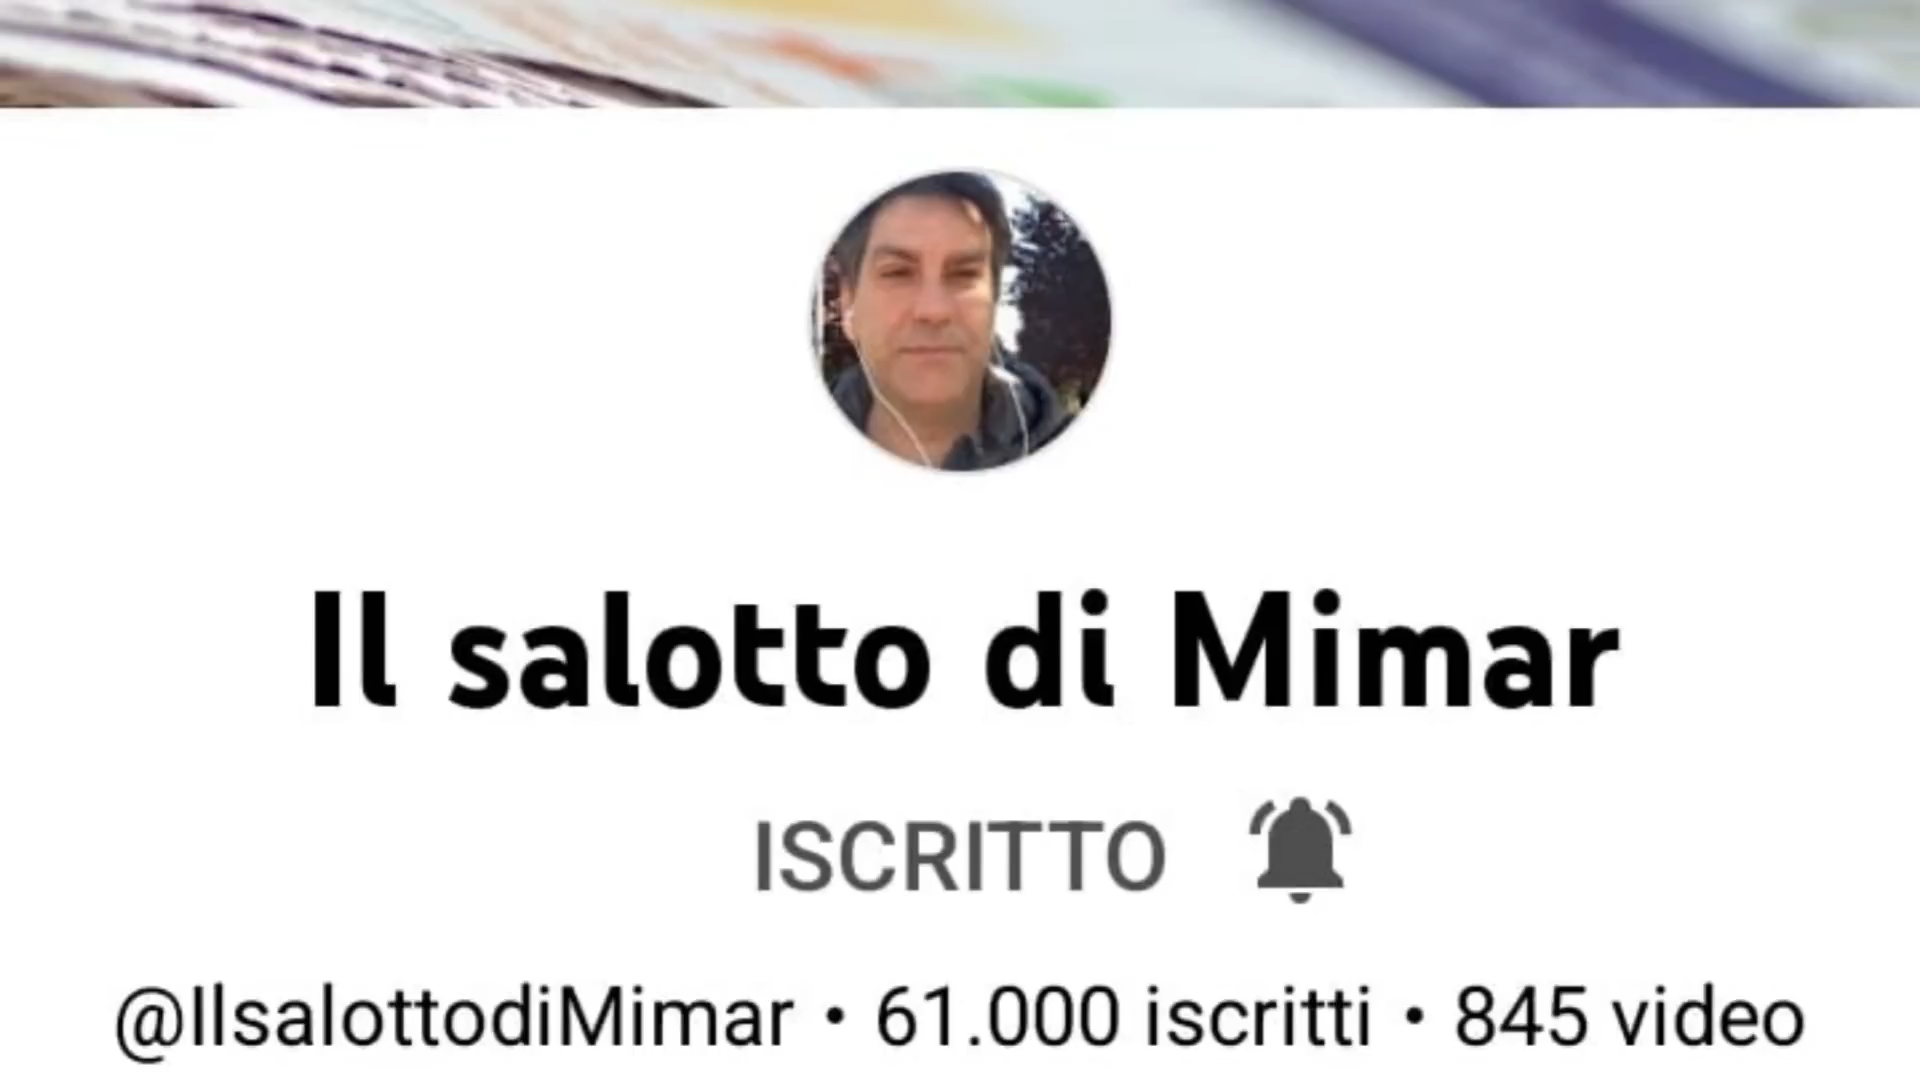 Il salotto di Mimar
ISCRITTO
@IlsalottodiMimar • 61.000 iscritti • 845 video